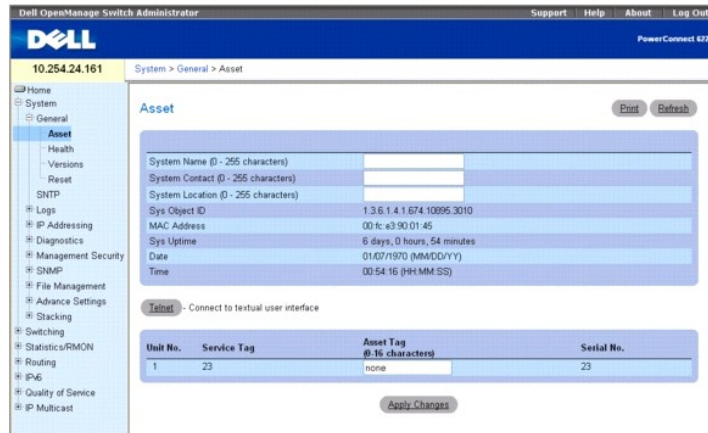 Dell OpenManage Switch Administrator
Support Help About Log Out
DELL
PowerConnect 622
10.254.24.161
System > General > Asset
Home
System
General
Asset
Health
Versions
Reset
SNTP
Logs
IP Addressing
Diagnostics
Management Security
SNMP
File Management
Advance Settings
Stacking
Switching
Statistics/RMON
Routing
IPv6
Quality of Service
IP Multicast
Asset
Print Refresh
System Name (0 - 255 characters)
System Contact (0 - 255 characters)
System Location (0 - 255 characters)
Sys Object ID 1.3.6.1.4.1.674.10895.3010
MAC Address 00:fc:e3:90:01:45
Sys Uptime 6 days, 0 hours, 54 minutes
Date 01/07/1970 (MM/DD/YY)
Time 00:54:16 (HH:MM:SS)
Telnet - Connect to textual user interface
Unit No. Service Tag Asset Tag (0-16 characters) Serial No.
1 23 none 23
Apply Changes